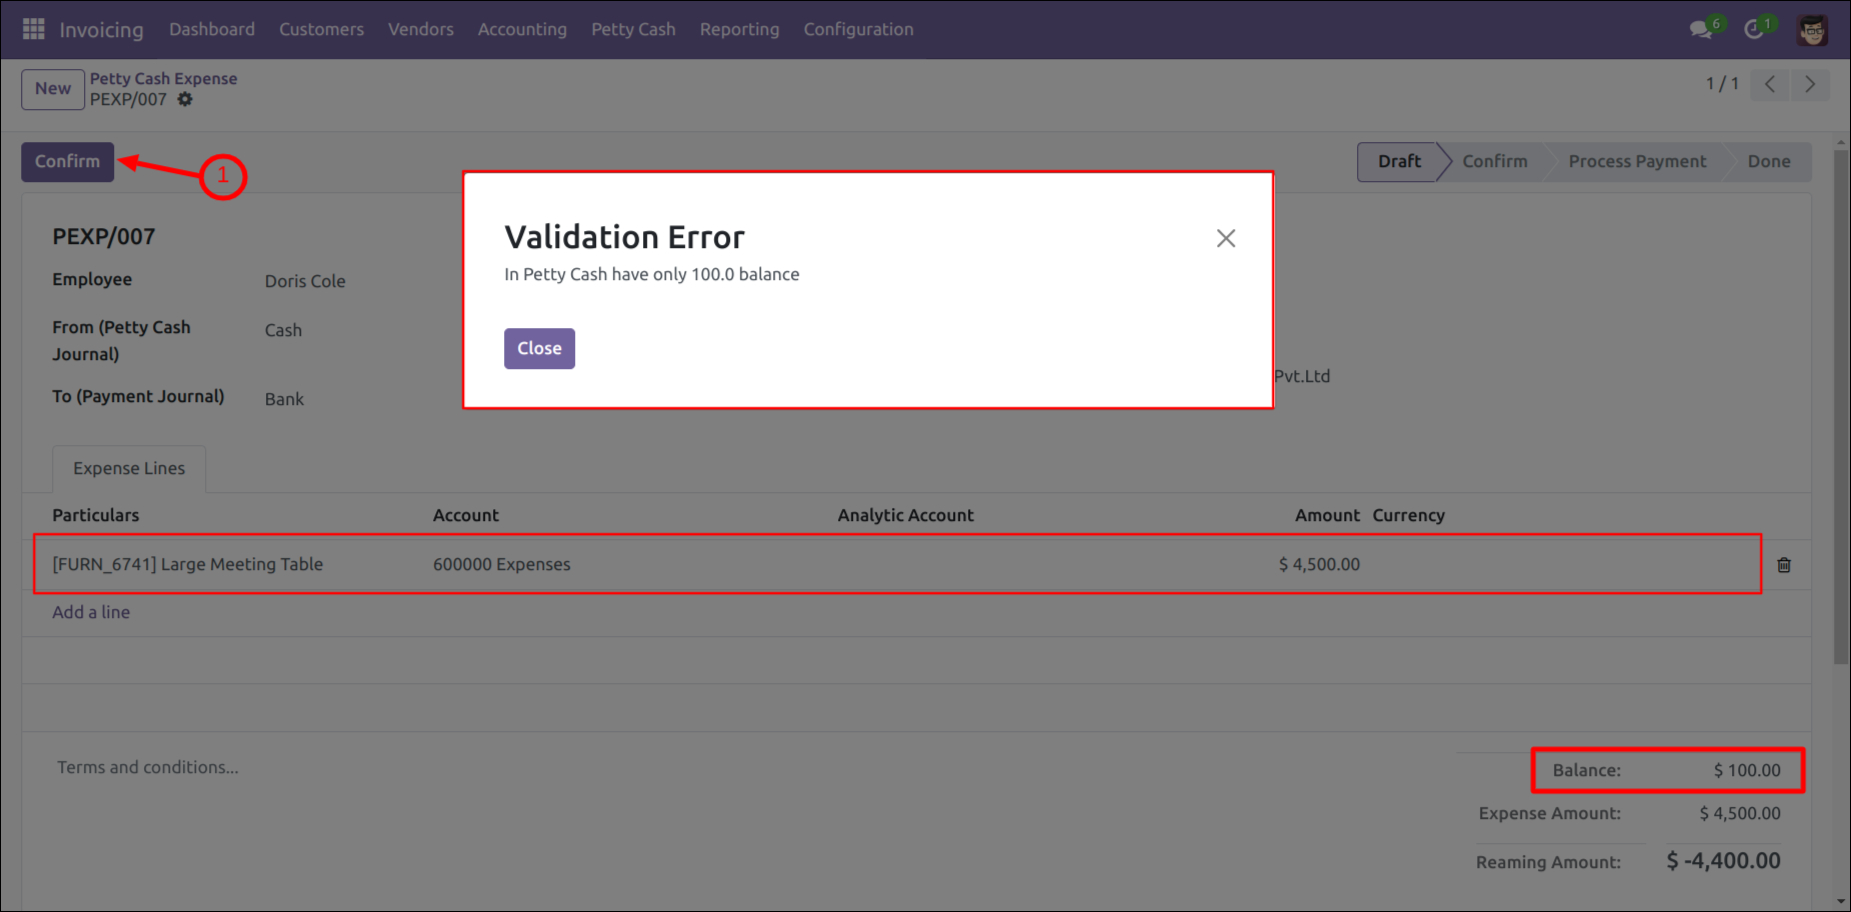 Invoicing Dashboard Customers Vendors Accounting Petty Cash Reporting Configuration 6 1
New Petty Cash Expense
PEXP/007
1 / 1
Confirm
1
Draft Confirm Process Payment Done
Validation Error
In Petty Cash have only 100.0 balance
Close
PEXP/007
Employee Doris Cole
From (Petty Cash
Journal) Cash
Pvt.Ltd
To (Payment Journal) Bank
Expense Lines
Particulars Account Analytic Account Amount Currency
[FURN_6741] Large Meeting Table 600000 Expenses $ 4,500.00
Add a line
Terms and conditions...
Balance: $ 100.00
Expense Amount: $ 4,500.00
Reaming Amount: $ -4,400.00